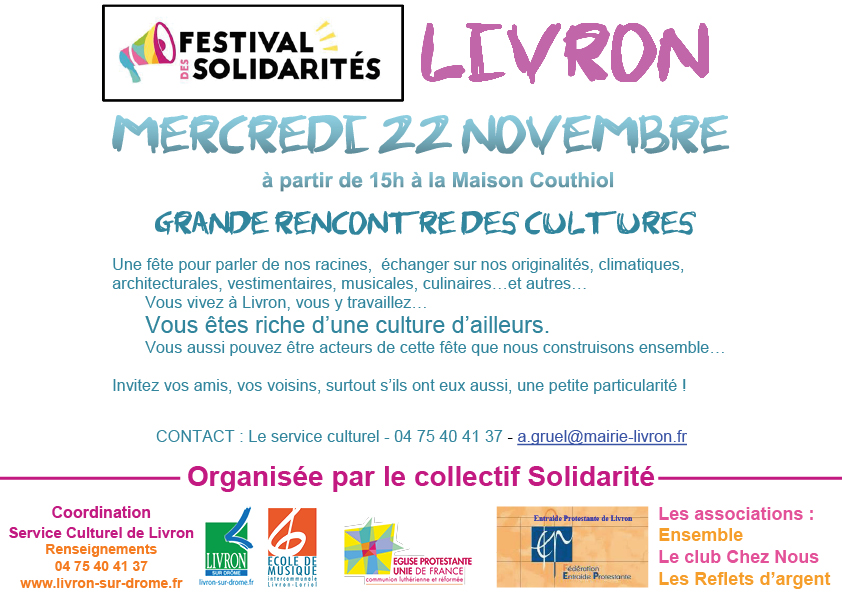 FESTIVAL
DES SOLIDARITÉS
LIVRON
MERCREDI 22 NOVEMBRE
à partir de 15h à la Maison Couthiol
GRANDE RENCONTRE DES CULTURES
Une fête pour parler de nos racines, échanger sur nos originalités, climatiques,
architecturales, vestimentaires, musicales, culinaires…et autres…
Vous vivez à Livron, vous y travaillez…
Vous êtes riche d’une culture d’ailleurs.
Vous aussi pouvez être acteurs de cette fête que nous construisons ensemble…
Invitez vos amis, vos voisins, surtout s’ils ont eux aussi, une petite particularité !
CONTACT : Le service culturel - 04 75 40 41 37 - a.gruel@mairie-livron.fr
Organisée par le collectif Solidarité
Coordination
Service Culturel de Livron
Renseignements
04 75 40 41 37
www.livron-sur-drome.fr
LIVRON
SUR DRÔME
livron-sur-drome.fr
ÉCOLE DE
MUSIQUE
intercommunale
Livron-Loriol
EGLISE PROTESTANTE
UNIE DE FRANCE
communion luthérienne et réformée
Entraide Protestante de Livron
Fédération
Entraide Protestante
Les associations :
Ensemble
Le club Chez Nous
Les Reflets d’argent